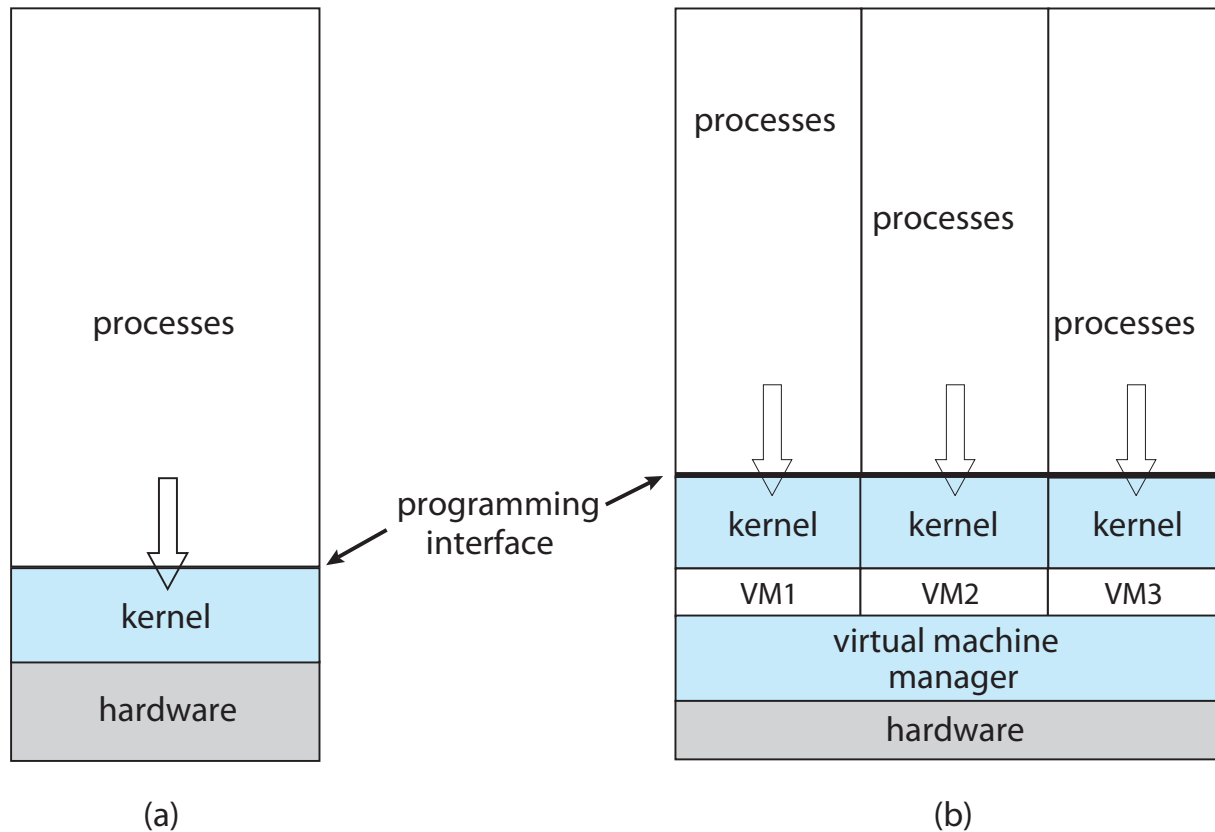 processes
kernel
hardware
(a)
programming
interface
processes
processes
processes
kernel
kernel
kernel
VM1
VM2
VM3
virtual machine
manager
hardware
(b)